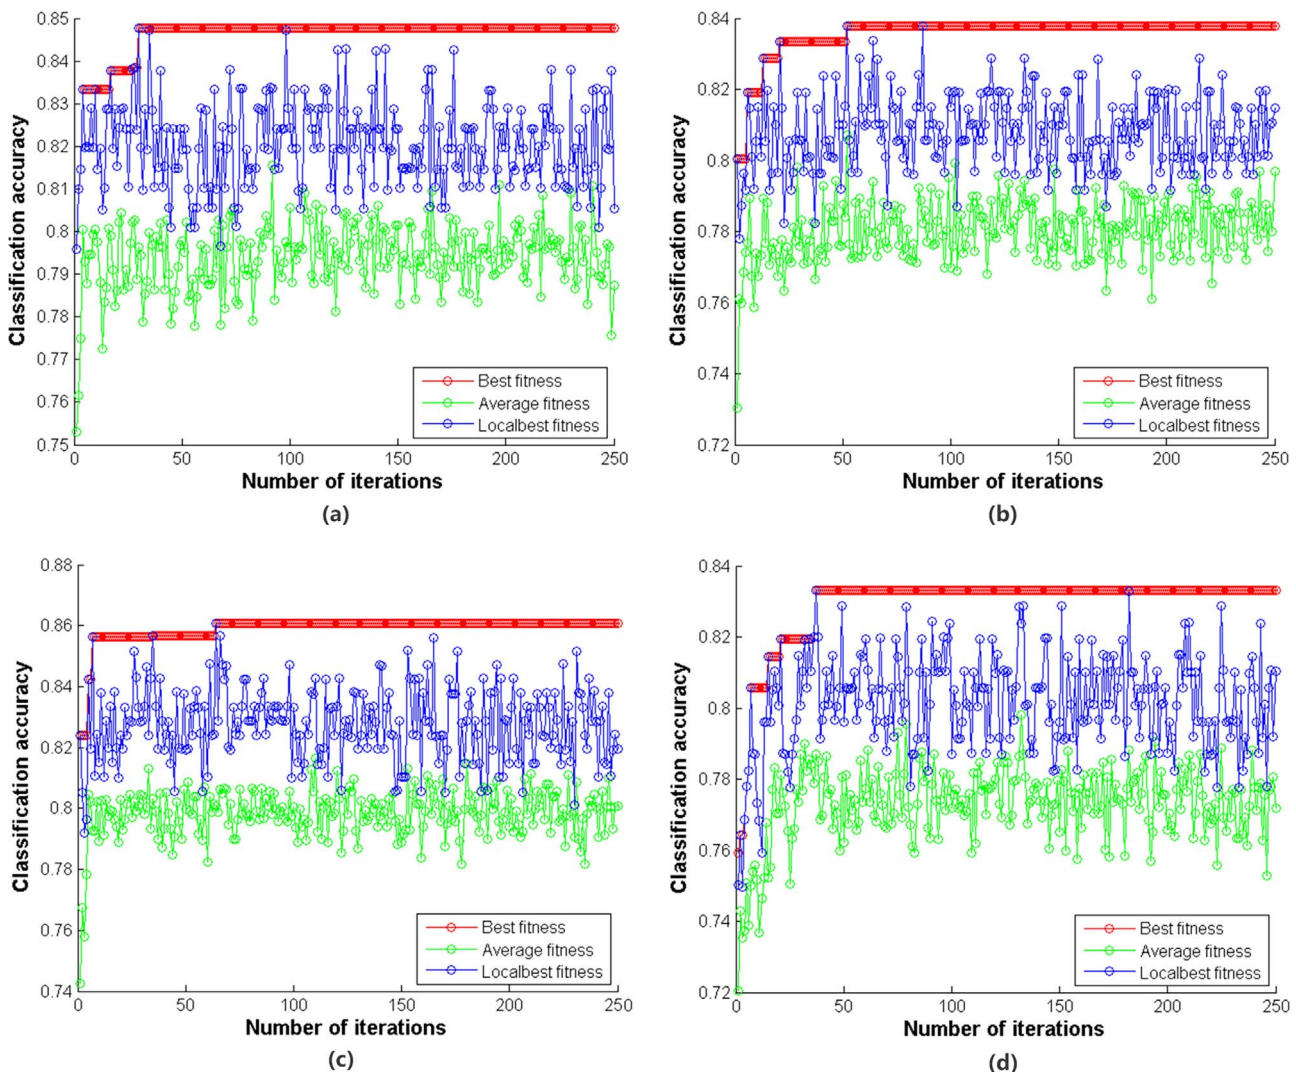 0.85
0.84
0.83
0.82
0.81
0.8
0.79
0.78
0.77
0.76
0.75
Classification accuracy
Best fitness
Average fitness
Localbest fitness
0 50 100 150 200 250
Number of iterations
(a)
0.84
0.82
0.8
0.78
0.76
0.74
0.72
Classification accuracy
Best fitness
Average fitness
Localbest fitness
0 50 100 150 200 250
Number of iterations
(b)
0.88
0.86
0.84
0.82
0.8
0.78
0.76
0.74
Classification accuracy
Best fitness
Average fitness
Localbest fitness
0 50 100 150 200 250
Number of iterations
(c)
0.84
0.82
0.8
0.78
0.76
0.74
0.72
Classification accuracy
Best fitness
Average fitness
Localbest fitness
0 50 100 150 200 250
Number of iterations
(d)